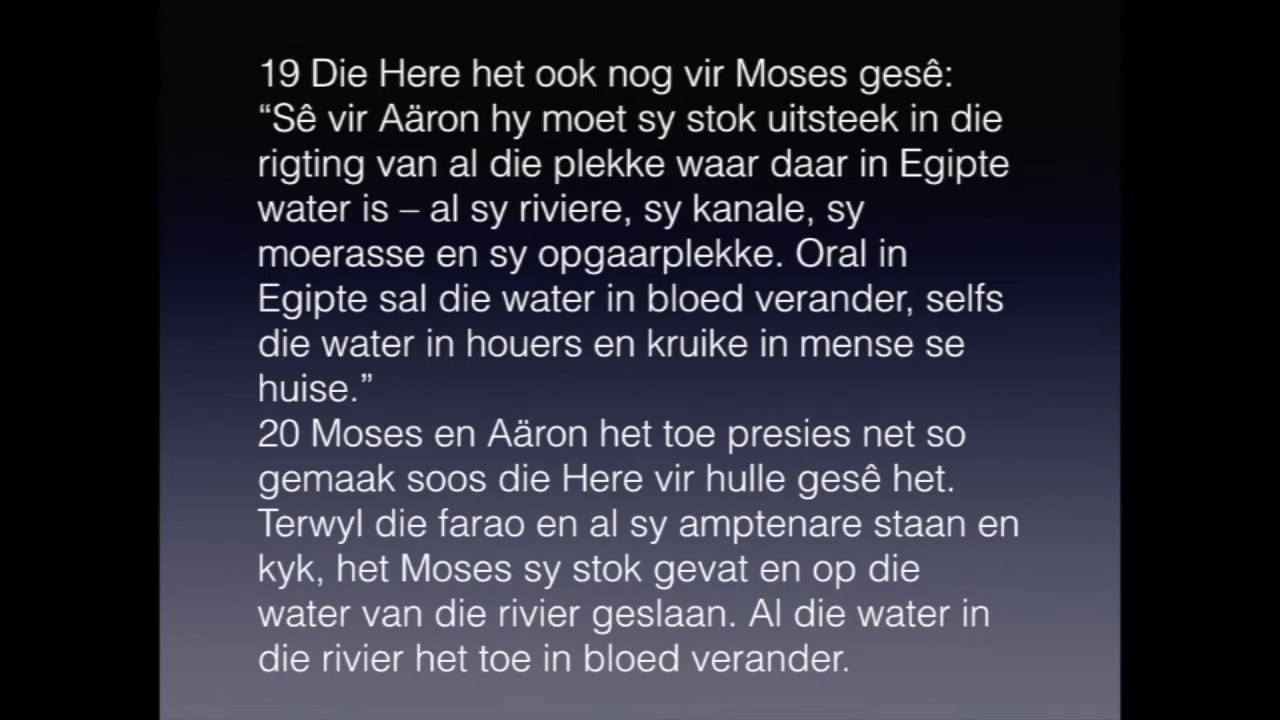 19 Die Here het ook nog vir Moses gesê:
“Sê vir Aäron hy moet sy stok uitsteek in die
rigting van al die plekke waar daar in Egipte
water is – al sy riviere, sy kanale, sy
moerasse en sy opgaarplekke. Oral in
Egipte sal die water in bloed verander, selfs
die water in houers en kruike in mense se
huise.”
20 Moses en Aäron het toe presies net so
gemaak soos die Here vir hulle gesê het.
Terwyl die farao en al sy amptenare staan en
kyk, het Moses sy stok gevat en op die
water van die rivier geslaan. Al die water in
die rivier het toe in bloed verander.